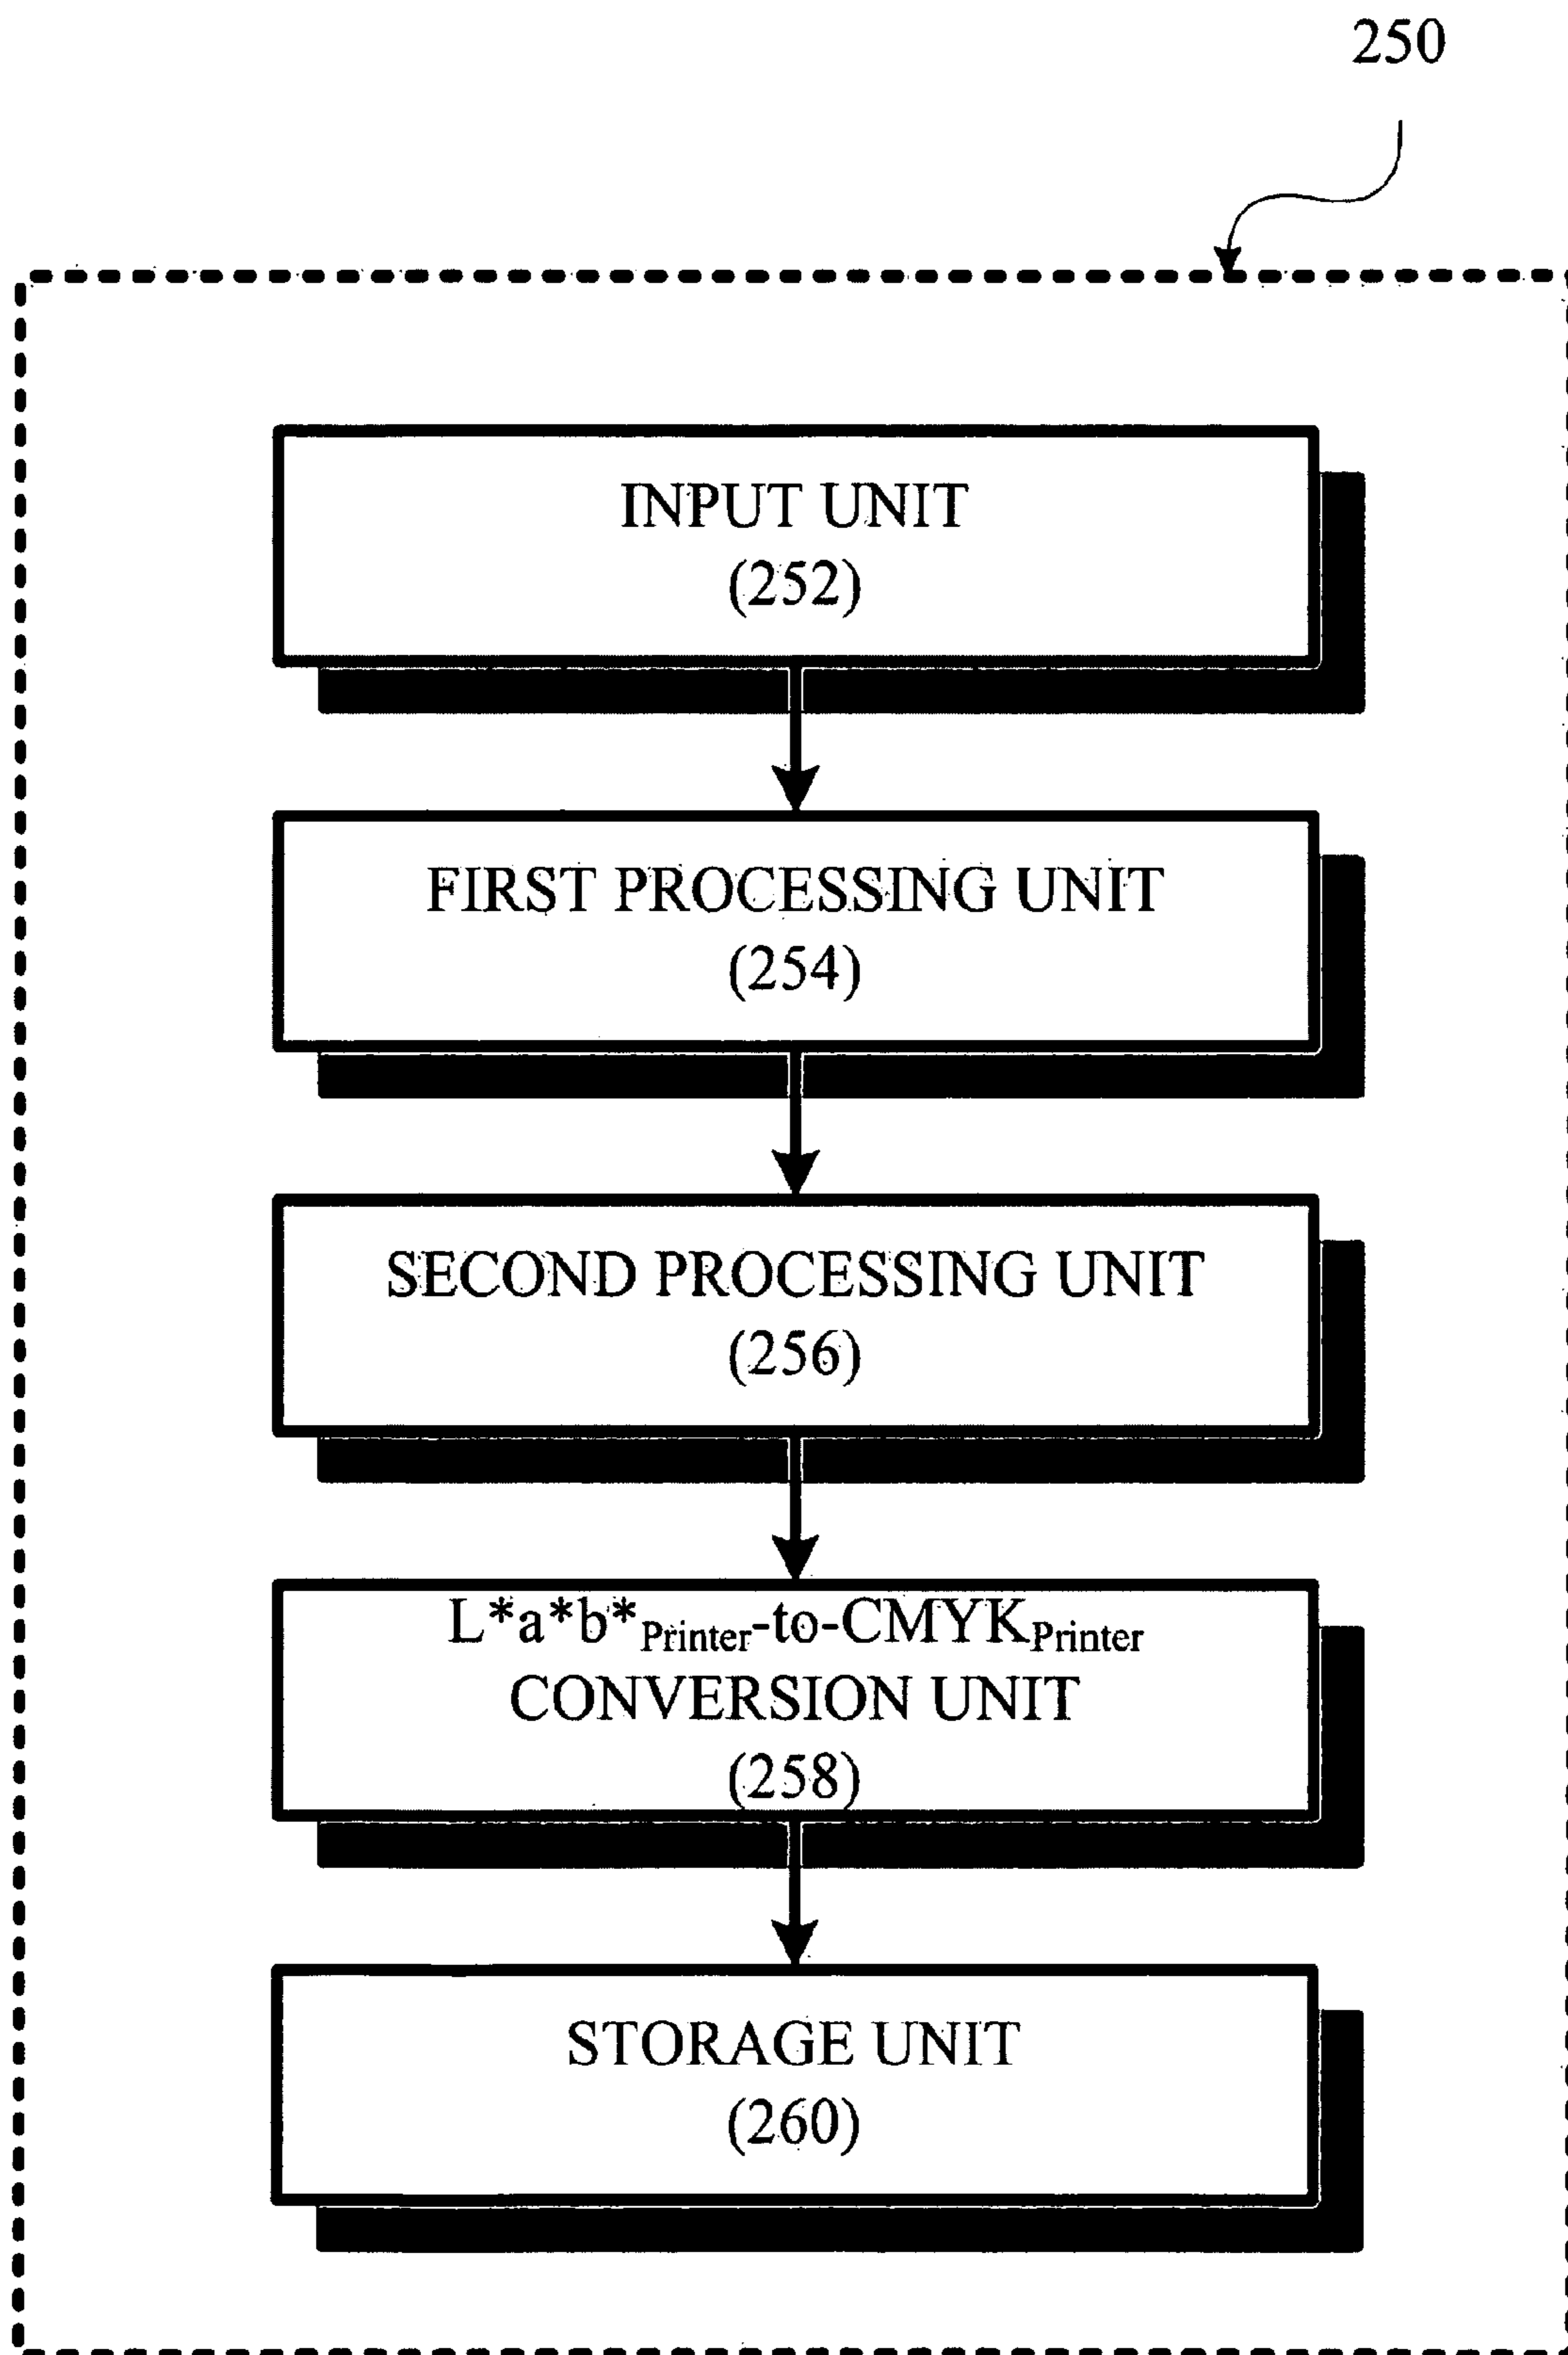 250
INPUT UNIT
(252)
FIRST PROCESSING UNIT
(254)
SECOND PROCESSING UNIT
(256)
L*a*b*Printer-to-CMYKPrinter
CONVERSION UNIT
(258)
STORAGE UNIT
(260)